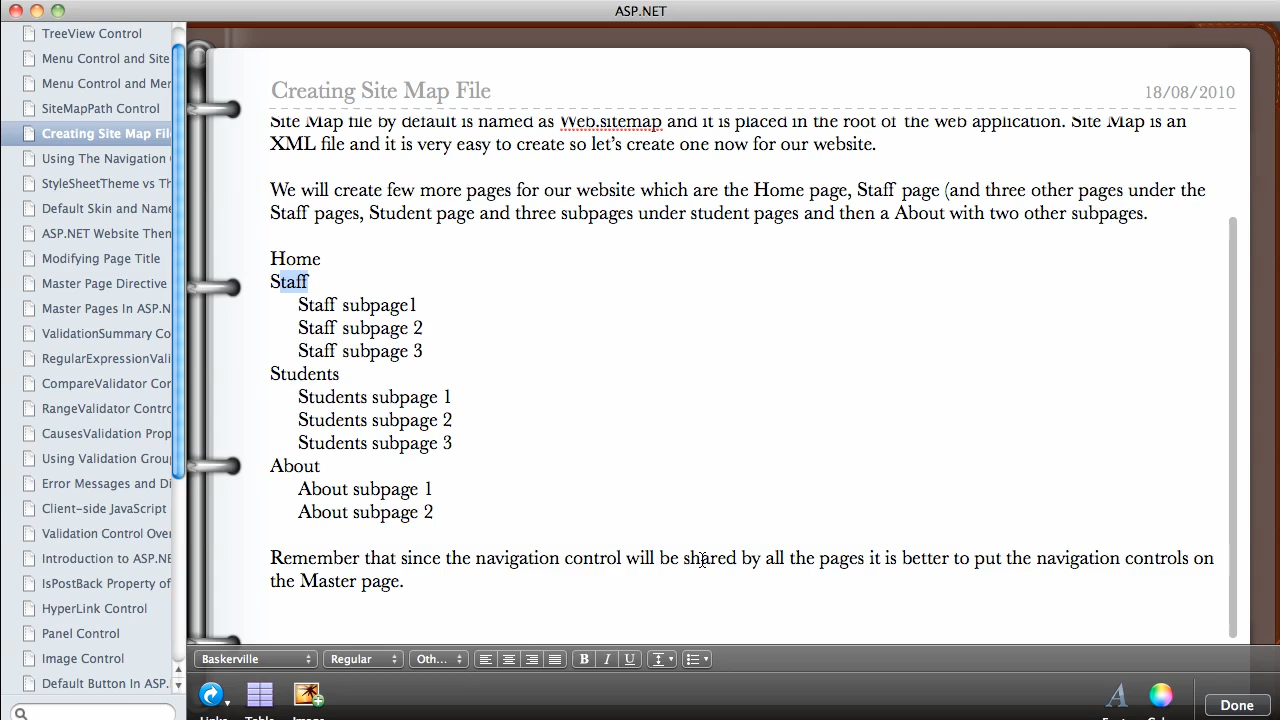 ASP.NET
TreeView Control
Menu Control and Site
Menu Control and Mer
SiteMapPath Control
Creating Site Map Fil
Using The Navigation
StyleSheetTheme vs Th
Default Skin and Name
ASP.NET Website Then
Modifying Page Title
Master Page Directive
Master Pages In ASP.N
ValidationSummary Co
RegularExpressionVali
CompareValidator Con
RangeValidator Contro
CausesValidation Prop
Using Validation Grou
Error Messages and Di
Client-side JavaScript
Validation Control Over
Introduction to ASP.NE
IsPostBack Property of
HyperLink Control
Panel Control
Image Control
Default Button In ASP.
Creating Site Map File 18/08/2010
Site Map file by default is named as Web.sitemap and it is placed in the root of the web application. Site Map is an
XML file and it is very easy to create so let's create one now for our website.
We will create few more pages for our website which are the Home page, Staff page (and three other pages under the
Staff pages, Student page and three subpages under student pages and then a About with two other subpages.
Home
Staff
Staff subpage1
Staff subpage 2
Staff subpage 3
Students
Students subpage 1
Students subpage 2
Students subpage 3
About
About subpage 1
About subpage 2
Remember that since the navigation control will be shared by all the pages it is better to put the navigation controls on
the Master page.
Baskerville Regular Oth... B I U
A Done